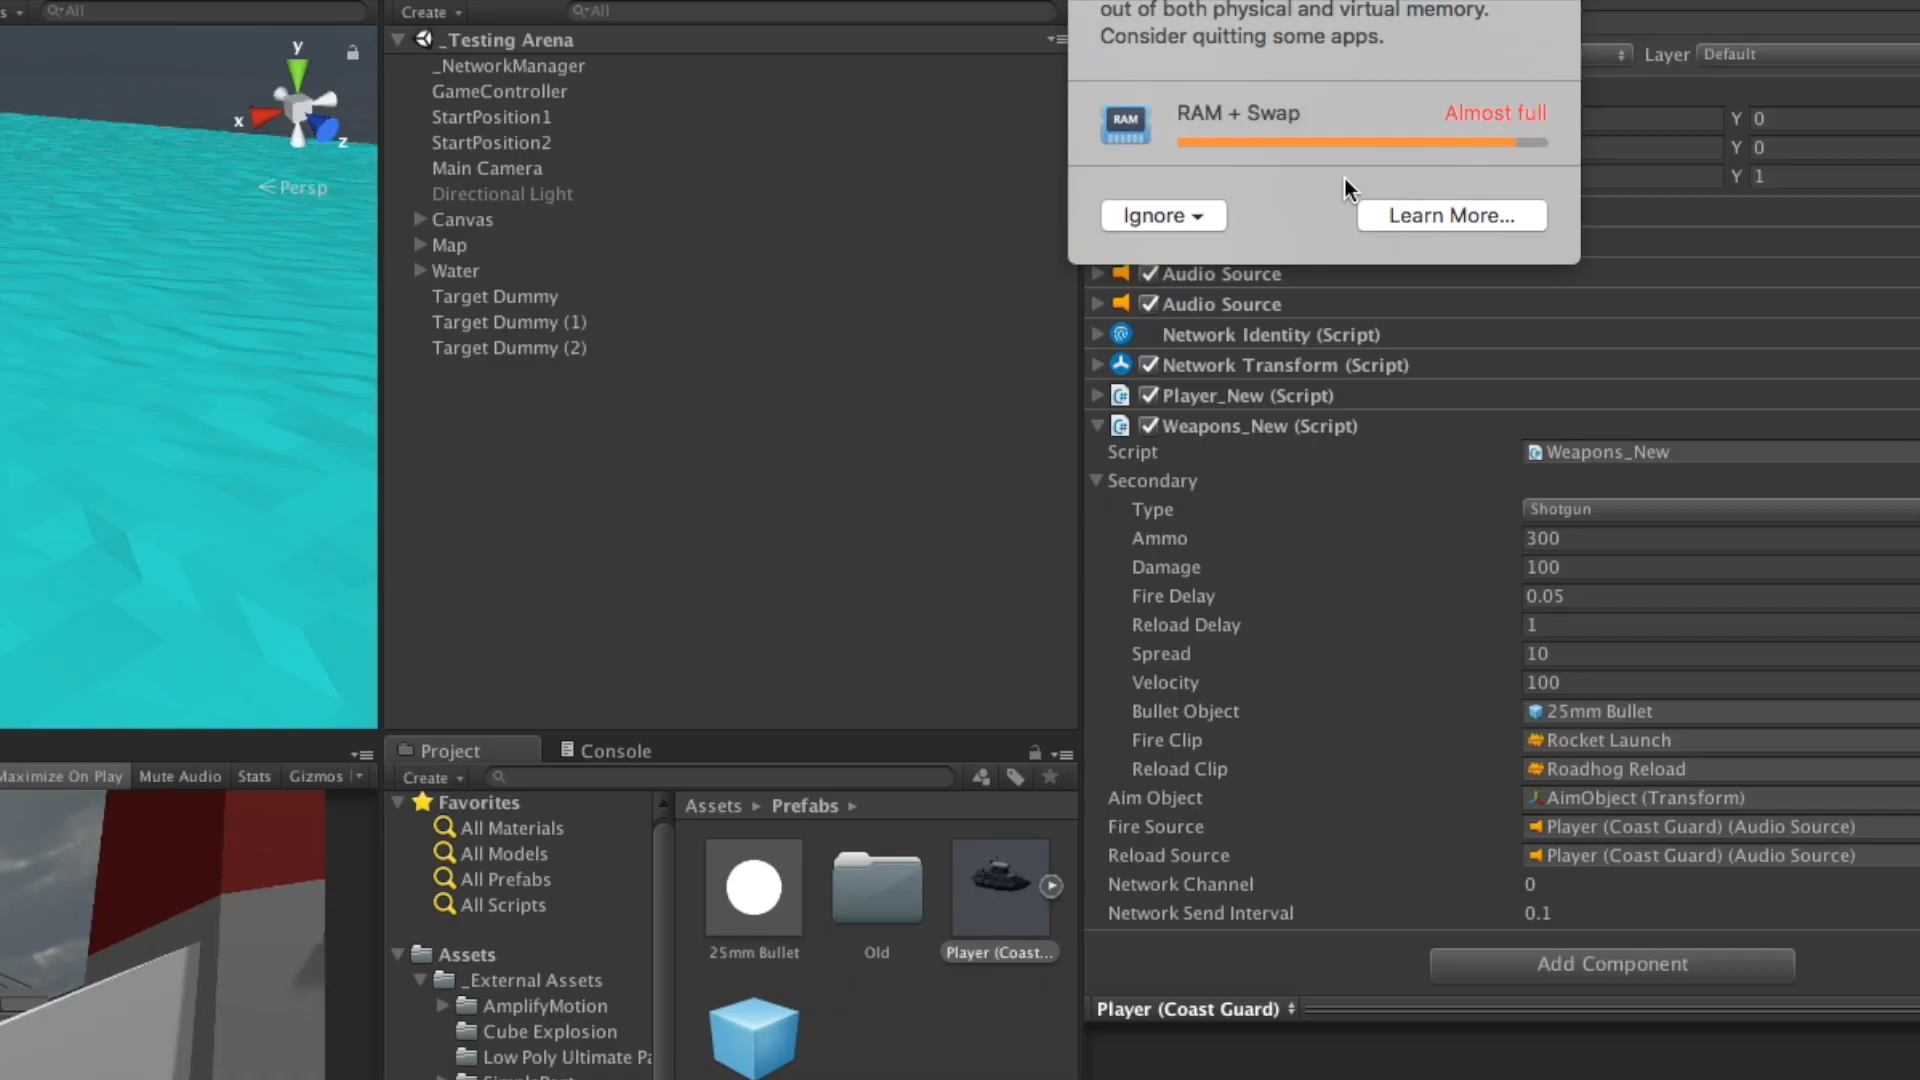 All
x
y
z
Persp
Maximize On Play
Mute Audio
Stats
Gizmos
Create
All
_Testing Arena
_NetworkManager
GameController
StartPosition1
StartPosition2
Main Camera
Directional Light
Canvas
Map
Water
Target Dummy
Target Dummy (1)
Target Dummy (2)
Project
Console
Create
Favorites
All Materials
All Models
All Prefabs
All Scripts
Assets
_External Assets
AmplifyMotion
Cube Explosion
Low Poly Ultimate Pa
Assets ▸ Prefabs ▸
25mm Bullet
Old
Player (Coast...
out of both physical and virtual memory.
Consider quitting some apps.
RAM
RAM + Swap
Almost full
Ignore
Learn More...
Layer Default
Y 0
Y 0
Y 1
Audio Source
Audio Source
Network Identity (Script)
Network Transform (Script)
Player_New (Script)
Weapons_New (Script)
Script Weapons_New
Secondary
Type Shotgun
Ammo 300
Damage 100
Fire Delay 0.05
Reload Delay 1
Spread 10
Velocity 100
Bullet Object 25mm Bullet
Fire Clip Rocket Launch
Reload Clip Roadhog Reload
Aim Object AimObject (Transform)
Fire Source Player (Coast Guard) (Audio Source)
Reload Source Player (Coast Guard) (Audio Source)
Network Channel 0
Network Send Interval 0.1
Add Component
Player (Coast Guard)